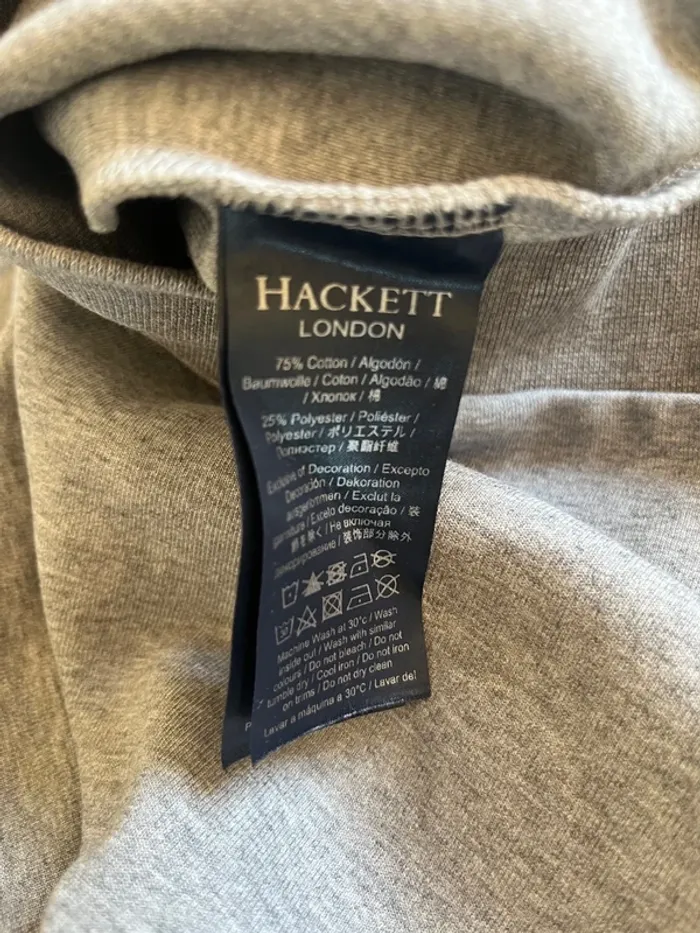 HACKETT
LONDON
75% Cotton / Algodón /
Baumwolle / Coton / Algodão / 綿
/ Хлопок / 棉
25% Polyester / Poliéster /
Polyester / ポリエステル /
Полиэстер / 聚酯纤维
Exclusive of Decoration / Excepto
Decoración / Dekoration
ausgenommen / Exclut la
garniture / Exceto decoração / 装
飾を除く / Не включая
декорирование / 装饰部分除外
Machine Wash at 30°c / Wash
inside out / Wash with similar
colours / Do not bleach / Do not
tumble dry / Cool iron / Do not iron
on trims / Do not dry clean
Lavar a máquina a 30°C / Lavar del
P